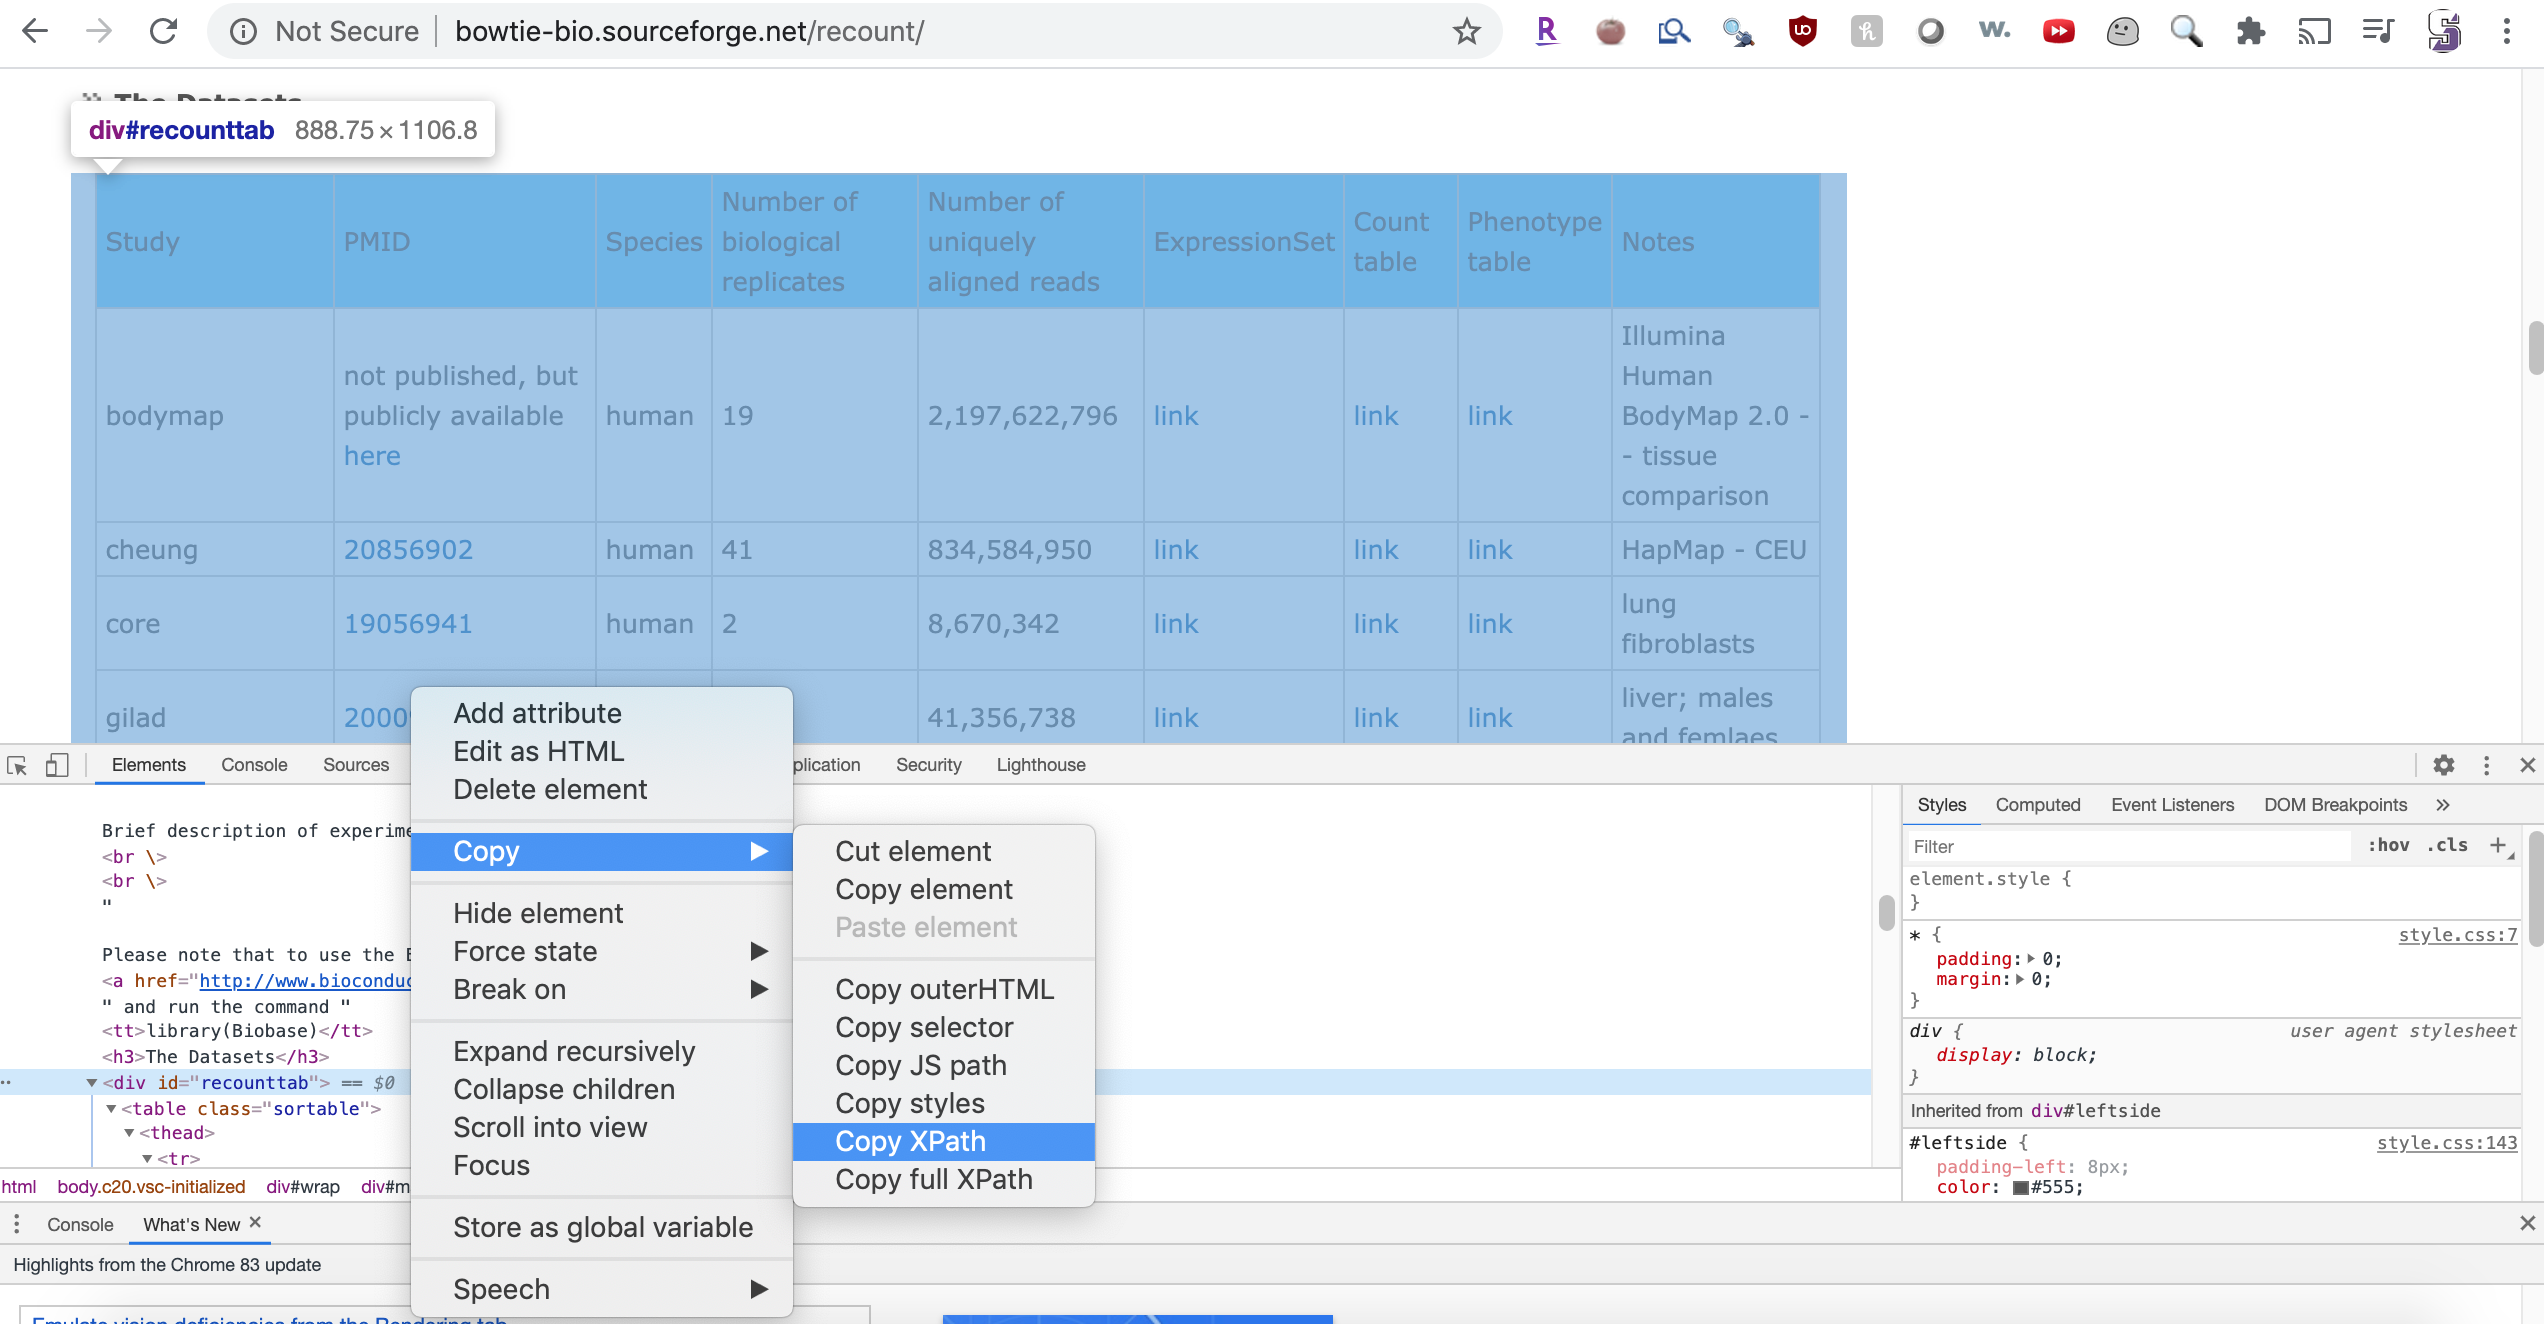 Not Secure
bowtie-bio.sourceforge.net/recount/
The Datasets
div#recounttab 888.75 × 1106.8
Study
PMID
Species
Number of
biological
replicates
Number of
uniquely
aligned reads
ExpressionSet
Count
table
Phenotype
table
Notes
bodymap
not published, but
publicly available
here
human
19
2,197,622,796
link
link
link
Illumina
Human
BodyMap 2.0 -
- tissue
comparison
cheung
20856902
human
41
834,584,950
link
link
link
HapMap - CEU
core
19056941
human
2
8,670,342
link
link
link
lung
fibroblasts
gilad
2000
41,356,738
link
link
link
liver; males
and femlaes
Add attribute
Edit as HTML
Delete element
Copy
Hide element
Force state
Break on
Expand recursively
Collapse children
Scroll into view
Focus
Store as global variable
Speech
Cut element
Copy element
Paste element
Copy outerHTML
Copy selector
Copy JS path
Copy styles
Copy XPath
Copy full XPath
Elements Console Sources plication Security Lighthouse
Brief description of experime
<br \>
<br \>
"
Please note that to use the
<a href="http://www.bioconduc
" and run the command "
<tt>library(Biobase)</tt>
<h3>The Datasets</h3>
<div id="recounttab"> == $0
<table class="sortable">
<thead>
<tr>
html body.c20.vsc-initialized div#wrap div#m
Styles Computed Event Listeners DOM Breakpoints »
Filter :hov .cls +
element.style {
}
* { style.css:7
padding: 0;
margin: 0;
}
div { user agent stylesheet
display: block;
}
Inherited from div#leftside
#leftside { style.css:143
padding-left: 8px;
color: #555;
Console What's New ×
Highlights from the Chrome 83 update
Emulate vision deficiencies from the Rendering tab